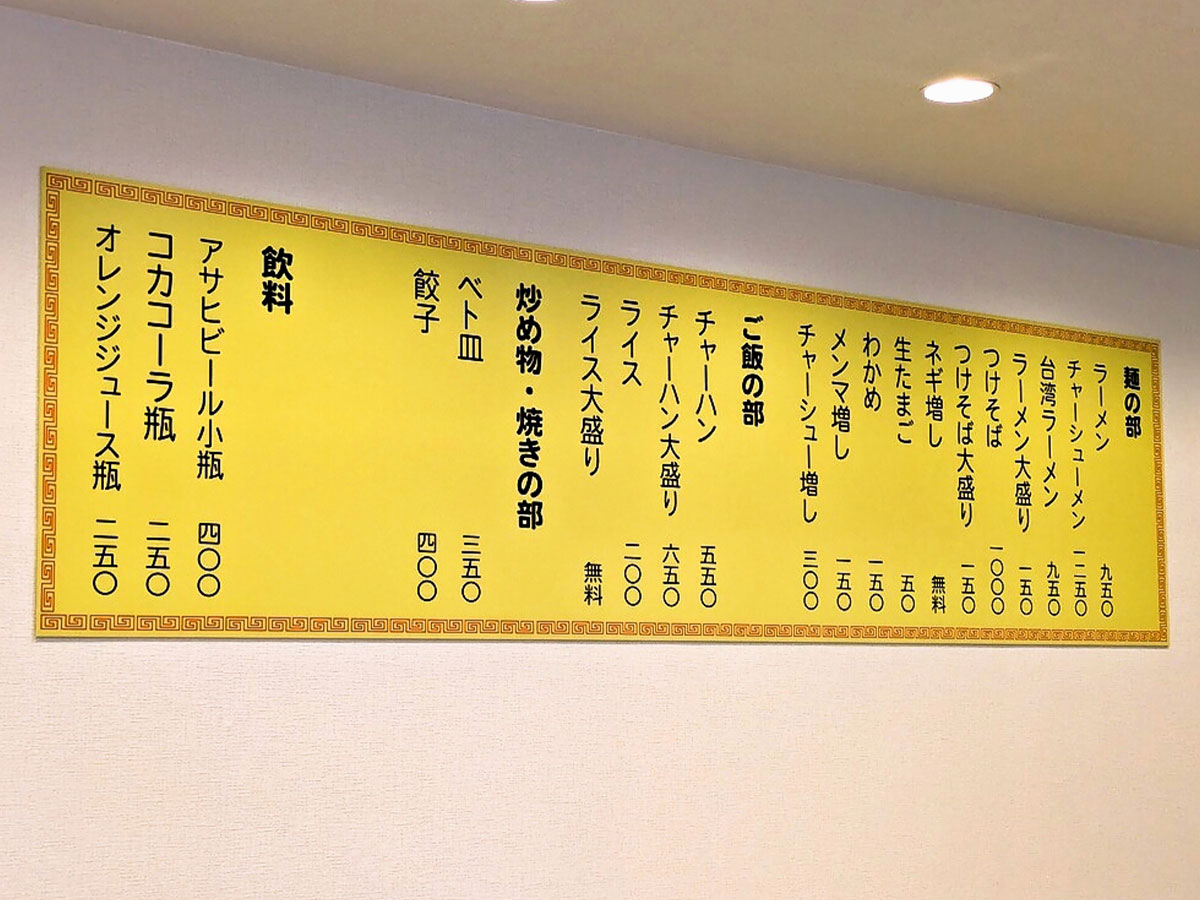 麺の部
ラーメン 九五〇
チャーシューメン 一二五〇
台湾ラーメン 九五〇
ラーメン大盛り 一五〇
つけそば 一〇〇〇
つけそば大盛り 一五〇
ネギ増し 無料
生たまご 五〇
わかめ 一五〇
メンマ増し 一五〇
チャーシュー増し 三〇〇
ご飯の部
チャーハン 五五〇
チャーハン大盛り 六五〇
ライス 二〇〇
ライス大盛り 無料
炒め物・焼きの部
ベト皿 三五〇
餃子 四〇〇
飲料
アサヒビール小瓶 四〇〇
コカコーラ瓶 二五〇
オレンジジュース瓶 二五〇